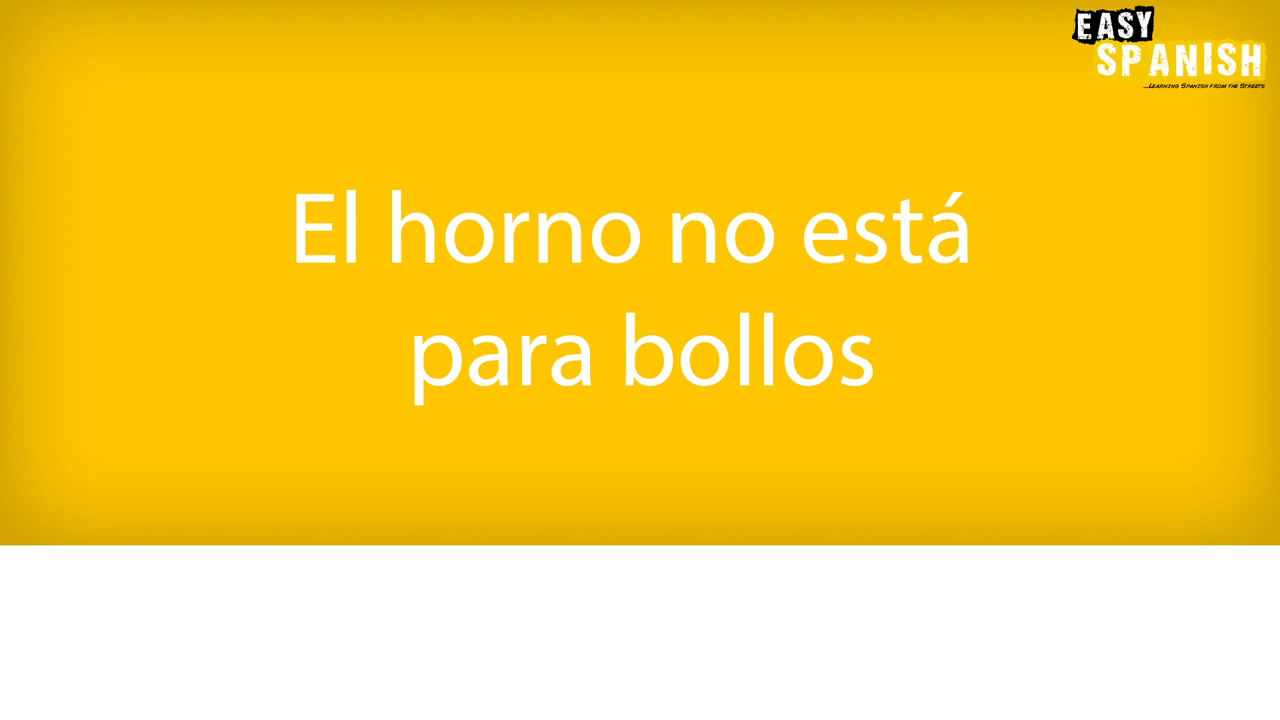 EASY
SPANISH
...Learning Spanish from the Streets
El horno no está
para bollos